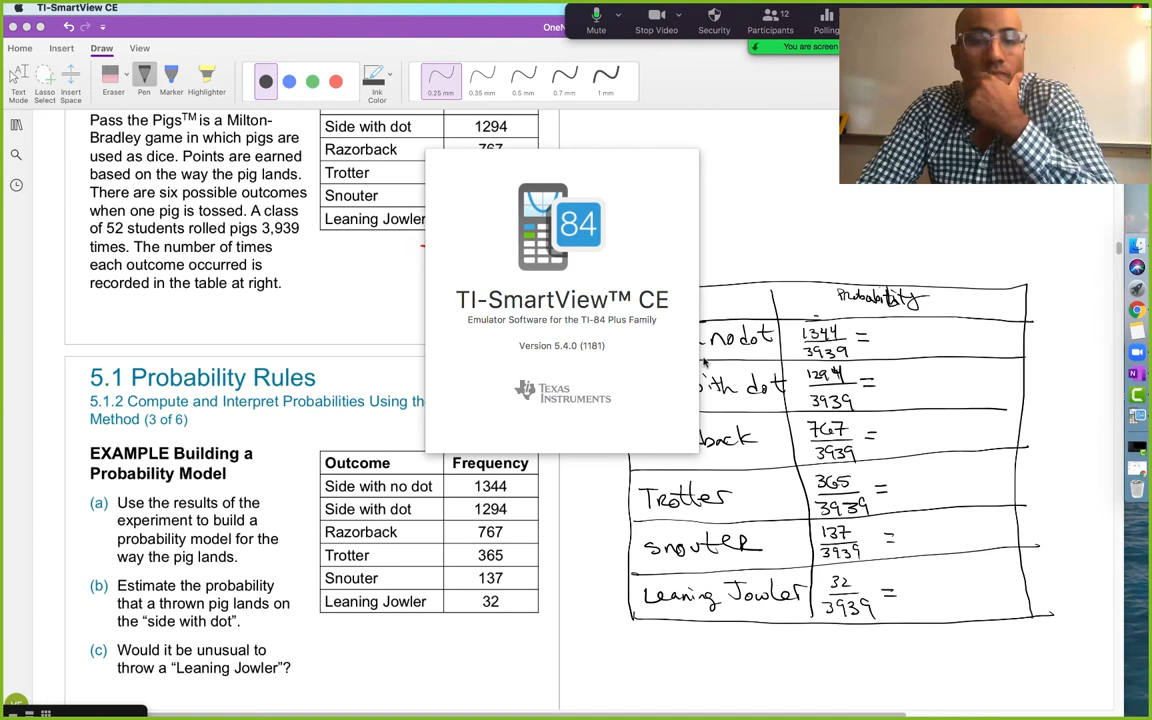 TI-SmartView CE
OneN
Mute
Stop Video
Security
12
Participants
Polling
You are screen
Home
Insert
Draw
View
Text Mode
Lasso Select
Insert Space
Eraser
Pen
Marker
Highlighter
Ink Color
0.25 mm
0.35 mm
0.5 mm
0.7 mm
1 mm
Pass the Pigs™ is a Milton-
Bradley game in which pigs are
used as dice. Points are earned
based on the way the pig lands.
There are six possible outcomes
when one pig is tossed. A class
of 52 students rolled pigs 3,939
times. The number of times
each outcome occurred is
recorded in the table at right.
Side with dot 1294
Razorback 767
Trotter
Snouter
Leaning Jowler
84
TI-SmartView™ CE
Emulator Software for the TI-84 Plus Family
Version 5.4.0 (1181)
TEXAS
INSTRUMENTS
5.1 Probability Rules
5.1.2 Compute and Interpret Probabilities Using the
Method (3 of 6)
EXAMPLE Building a
Probability Model
(a) Use the results of the
experiment to build a
probability model for the
way the pig lands.
(b) Estimate the probability
that a thrown pig lands on
the “side with dot”.
(c) Would it be unusual to
throw a “Leaning Jowler”?
Outcome Frequency
Side with no dot 1344
Side with dot 1294
Razorback 767
Trotter 365
Snouter 137
Leaning Jowler 32
Probability
no dot 1344/3939 =
ith dot 1294/3939 =
back 767/3939 =
Trotter 365/3939 =
snouter 137/3939 =
Leaning Jowler 32/3939 =